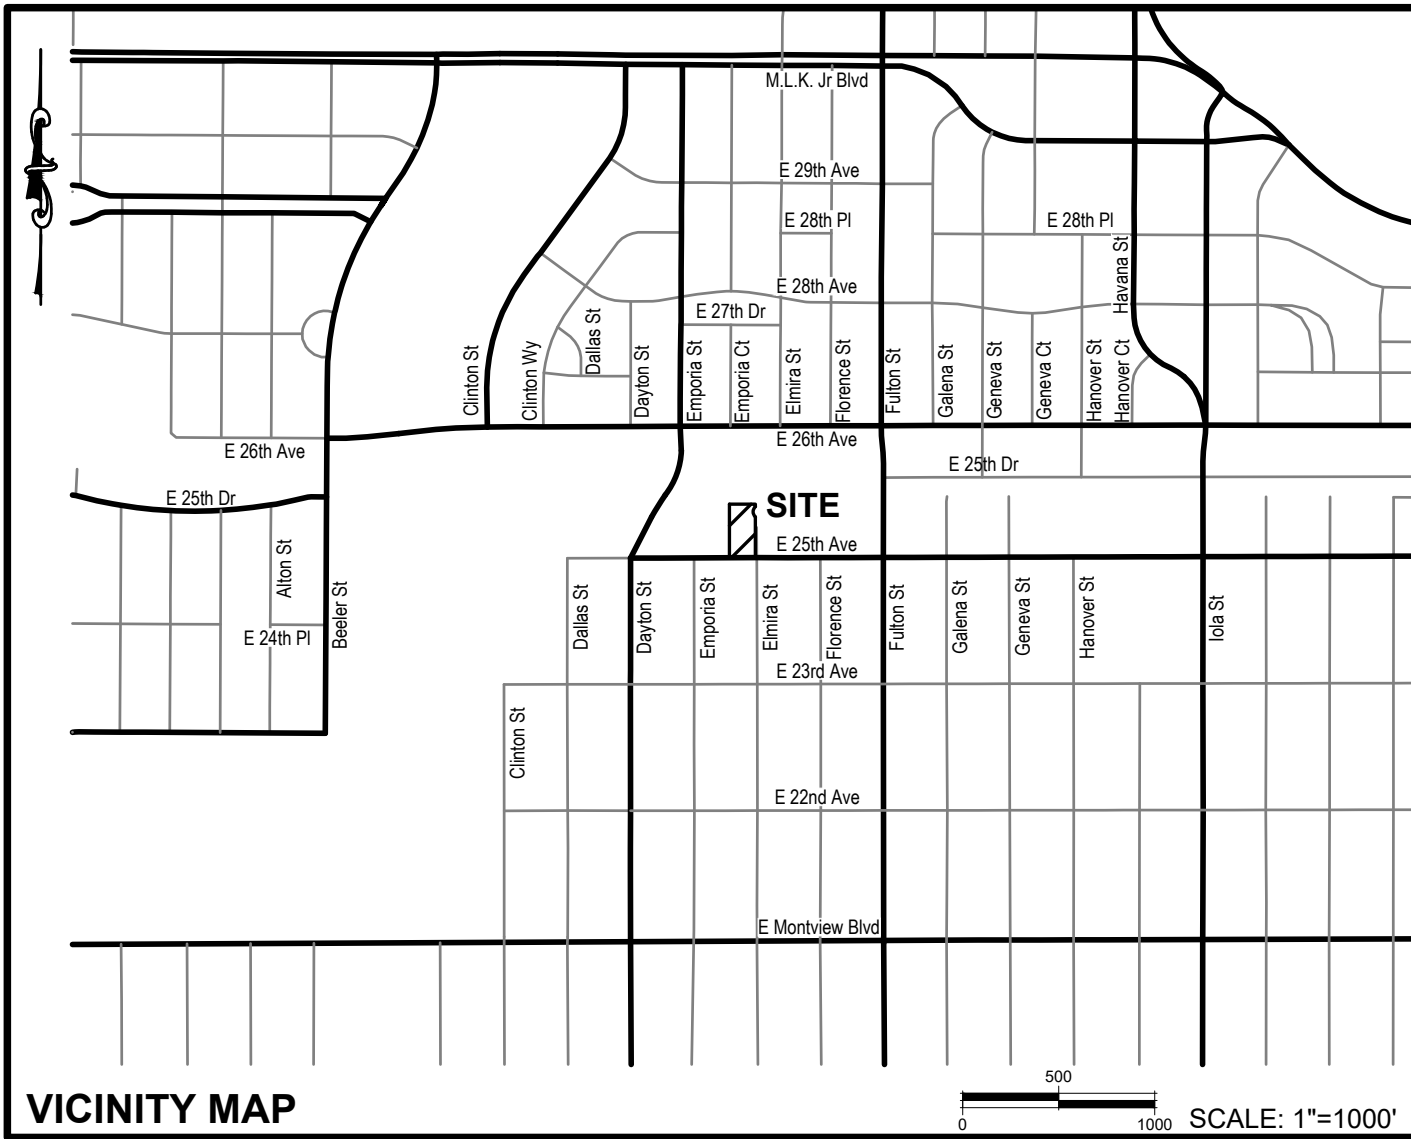 M.L.K. Jr Blvd
E 29th Ave
E 28th Pl
E 28th Pl
Havana St
E 28th Ave
E 27th Dr
Clinton St
Clinton Wy
Dallas St
Dayton St
Emporia St
Emporia Ct
Elmira St
Florence St
Fulton St
Galena St
Geneva St
Geneva Ct
Hanover St
Hanover Ct
E 26th Ave
E 26th Ave
E 25th Dr
E 25th Dr
SITE
E 25th Ave
Alton St
Beeler St
Dallas St
Dayton St
Emporia St
Elmira St
Florence St
Fulton St
Galena St
Geneva St
Hanover St
Iola St
E 24th Pl
E 23rd Ave
Clinton St
E 22nd Ave
E Montview Blvd
VICINITY MAP
500
0
1000
SCALE: 1"=1000'